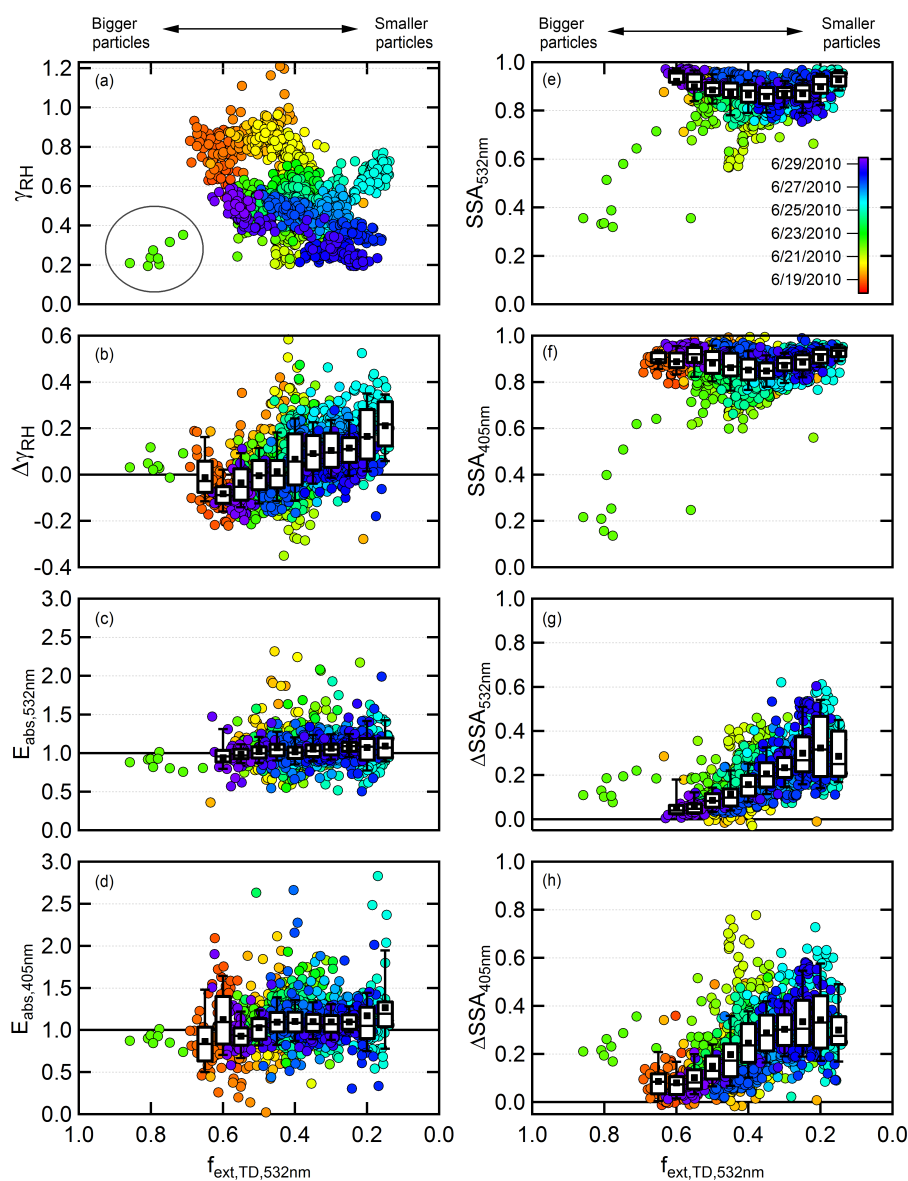 Bigger particles
Smaller particles
Bigger particles
Smaller particles
(a)
γRH
1.2
1.0
0.8
0.6
0.4
0.2
0.0
(e)
SSA532nm
1.0
0.8
0.6
0.4
0.2
0.0
6/29/2010
6/27/2010
6/25/2010
6/23/2010
6/21/2010
6/19/2010
(b)
ΔγRH
0.6
0.4
0.2
0.0
-0.2
-0.4
(f)
SSA405nm
1.0
0.8
0.6
0.4
0.2
0.0
(c)
Eabs,532nm
3.0
2.5
2.0
1.5
1.0
0.5
0.0
(g)
ΔSSA532nm
1.0
0.8
0.6
0.4
0.2
0.0
(d)
Eabs,405nm
3.0
2.5
2.0
1.5
1.0
0.5
0.0
1.0 0.8 0.6 0.4 0.2 0.0
fext,TD,532nm
(h)
ΔSSA405nm
1.0
0.8
0.6
0.4
0.2
0.0
1.0 0.8 0.6 0.4 0.2 0.0
fext,TD,532nm